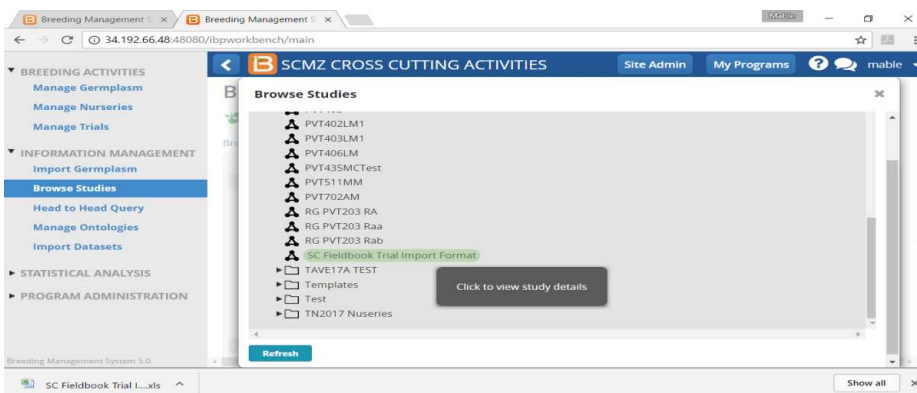 Breeding Management S
Breeding Management S
Mable
34.192.66.48:48080/ibpworkbench/main
BREEDING ACTIVITIES
Manage Germplasm
Manage Nurseries
Manage Trials
INFORMATION MANAGEMENT
Import Germplasm
Browse Studies
Head to Head Query
Manage Ontologies
Import Datasets
STATISTICAL ANALYSIS
PROGRAM ADMINISTRATION
Breeding Management System 5.0
SCMZ CROSS CUTTING ACTIVITIES
Site Admin
My Programs
mable
B
Bro
Browse Studies
PVT402LM1
PVT403LM1
PVT406LM
PVT435MCTest
PVT511MM
PVT702AM
RG PVT203 RA
RG PVT203 Raa
RG PVT203 Rab
SC Fieldbook Trial Import Format
TAVE17A TEST
Templates
Test
TN2017 Nuseries
Click to view study details
Refresh
SC Fieldbook Trial I....xls
Show all